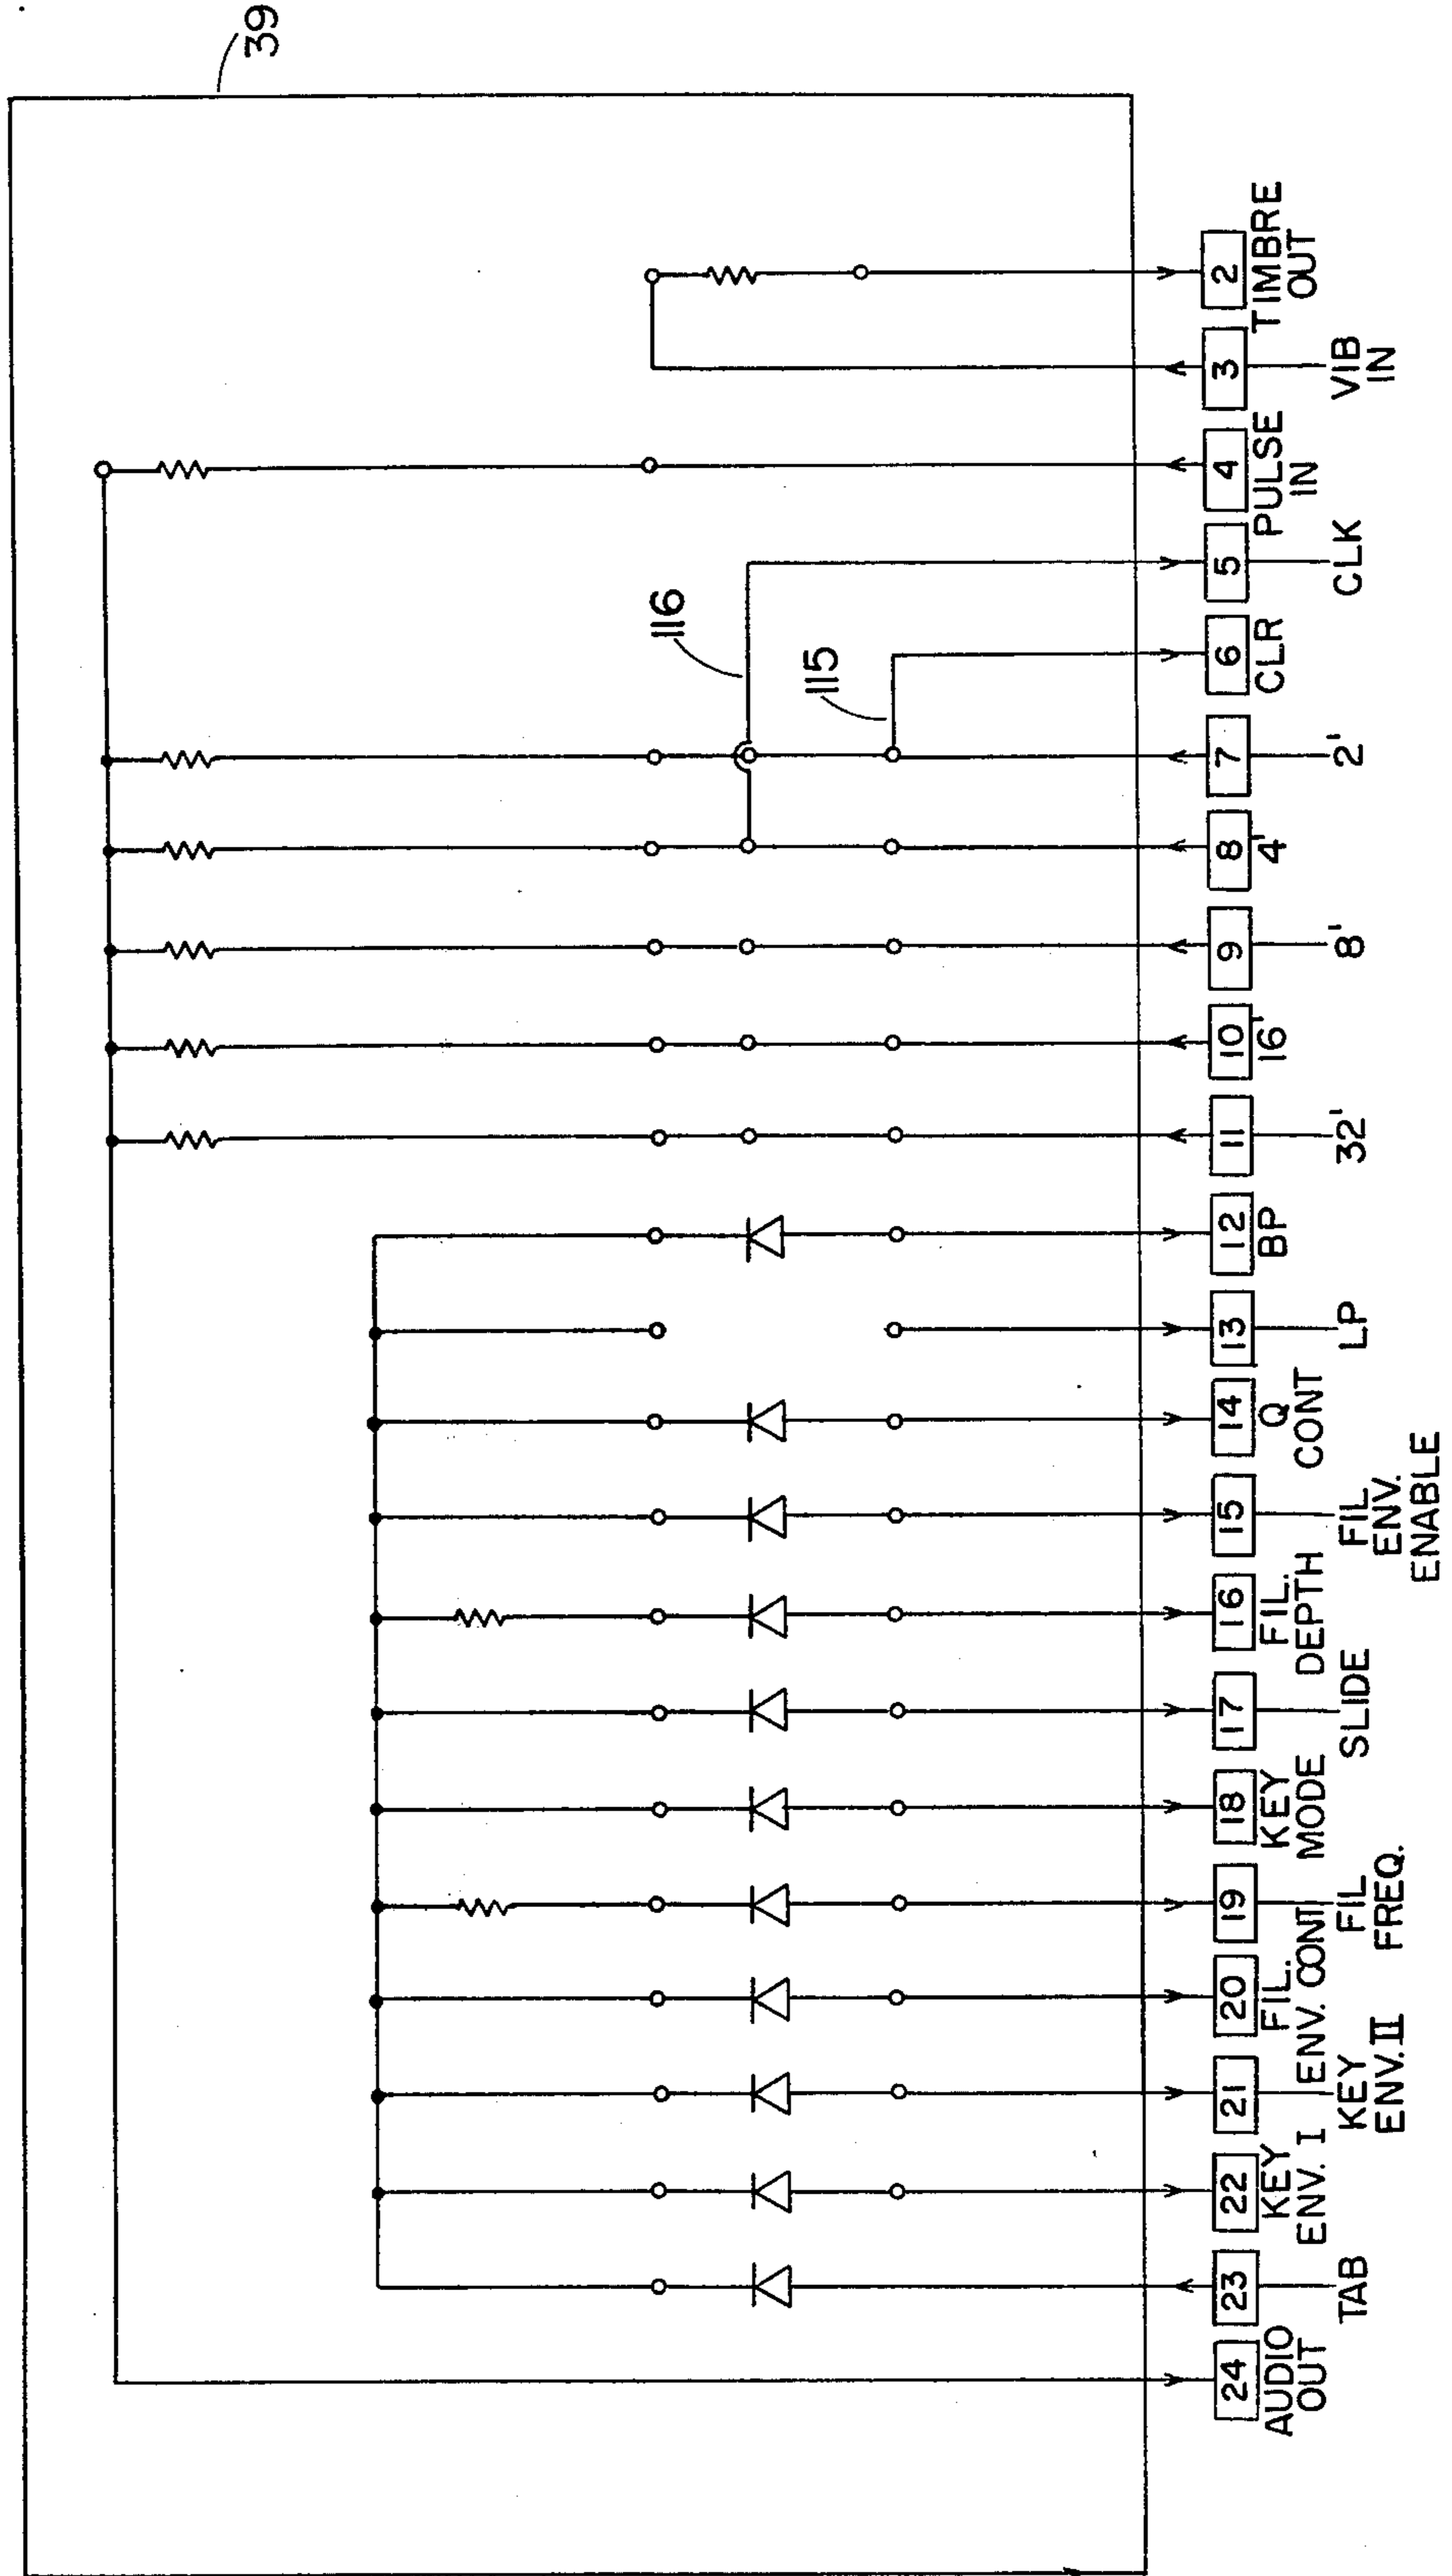 39
116
115
24
AUDIO
OUT
23
TAB
22
KEY
ENV. I
21
KEY
ENV. II
20
FIL.
ENV. CONT
19
FIL
FREQ.
18
KEY
MODE
17
SLIDE
16
FIL.
DEPTH
15
FIL
ENV.
ENABLE
14
Q
CONT
13
LP
12
BP
11
32'
10
16'
9
8'
8
4'
7
2'
6
CLR
5
CLK
4
PULSE
IN
3
VIB
IN
2
TIMBRE
OUT